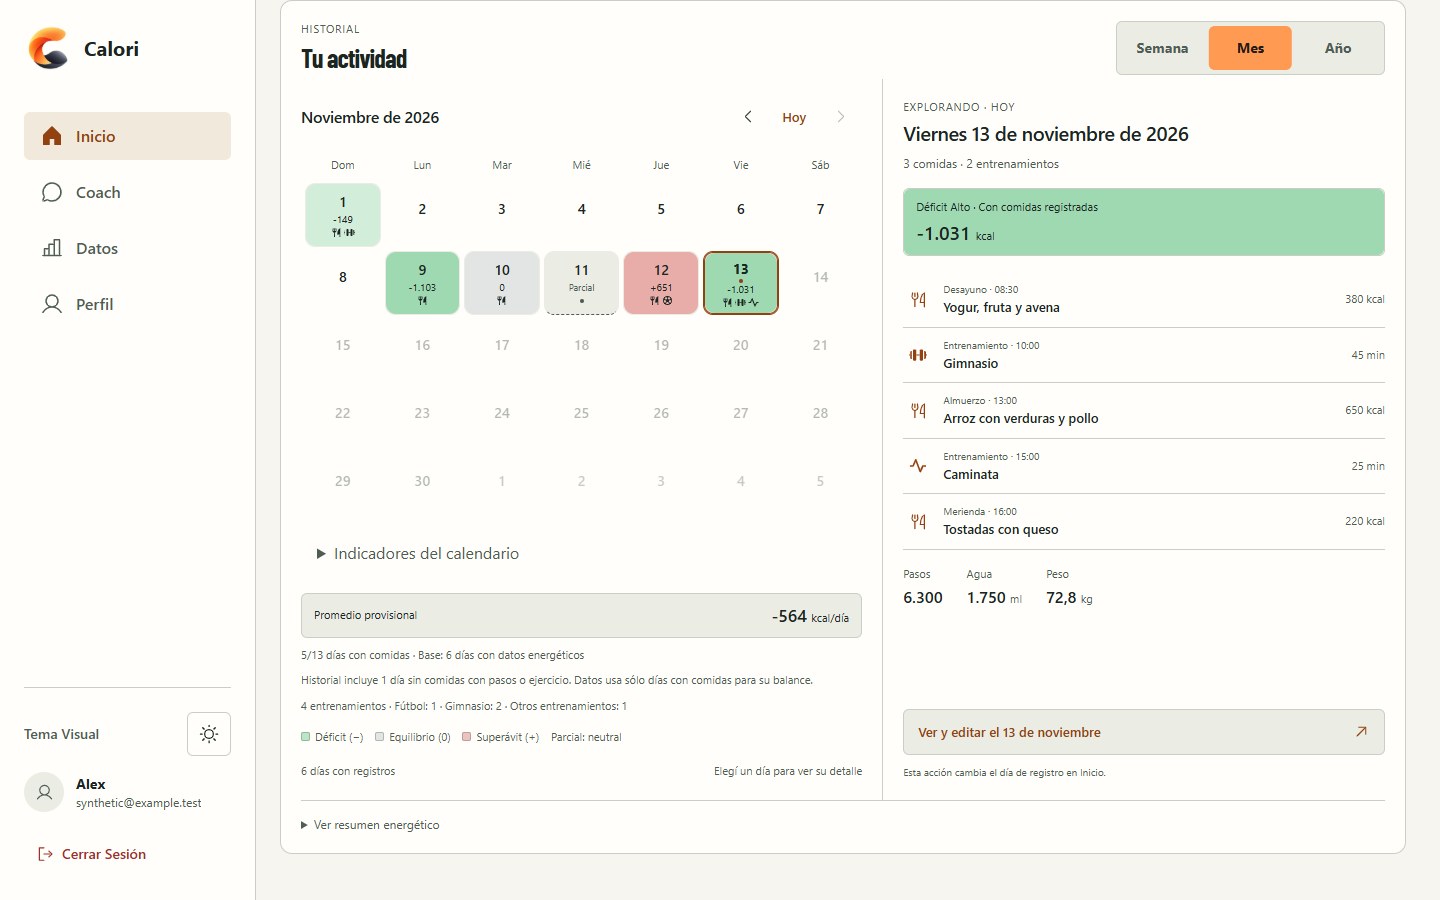 Calori
Inicio
Coach
Datos
Perfil
Tema Visual
Alex
synthetic@example.test
Cerrar Sesión
HISTORIAL
Tu actividad
Semana Mes Año
Noviembre de 2026
Hoy
Dom Lun Mar Mié Jue Vie Sáb
1 2 3 4 5 6 7
-149
8 9 10 11 12 13 14
-1.103 0 Parcial +651 -1.031
15 16 17 18 19 20 21
22 23 24 25 26 27 28
29 30 1 2 3 4 5
Indicadores del calendario
Promedio provisional -564 kcal/día
5/13 días con comidas · Base: 6 días con datos energéticos
Historial incluye 1 día sin comidas con pasos o ejercicio. Datos usa sólo días con comidas para su balance.
4 entrenamientos · Fútbol: 1 · Gimnasio: 2 · Otros entrenamientos: 1
Déficit (−) Equilibrio (0) Superávit (+) Parcial: neutral
6 días con registros Elegí un día para ver su detalle
EXPLORANDO · HOY
Viernes 13 de noviembre de 2026
3 comidas · 2 entrenamientos
Déficit Alto · Con comidas registradas
-1.031 kcal
Desayuno · 08:30
Yogur, fruta y avena
380 kcal
Entrenamiento · 10:00
Gimnasio
45 min
Almuerzo · 13:00
Arroz con verduras y pollo
650 kcal
Entrenamiento · 15:00
Caminata
25 min
Merienda · 16:00
Tostadas con queso
220 kcal
Pasos Agua Peso
6.300 1.750 ml 72,8 kg
Ver y editar el 13 de noviembre
Esta acción cambia el día de registro en Inicio.
Ver resumen energético